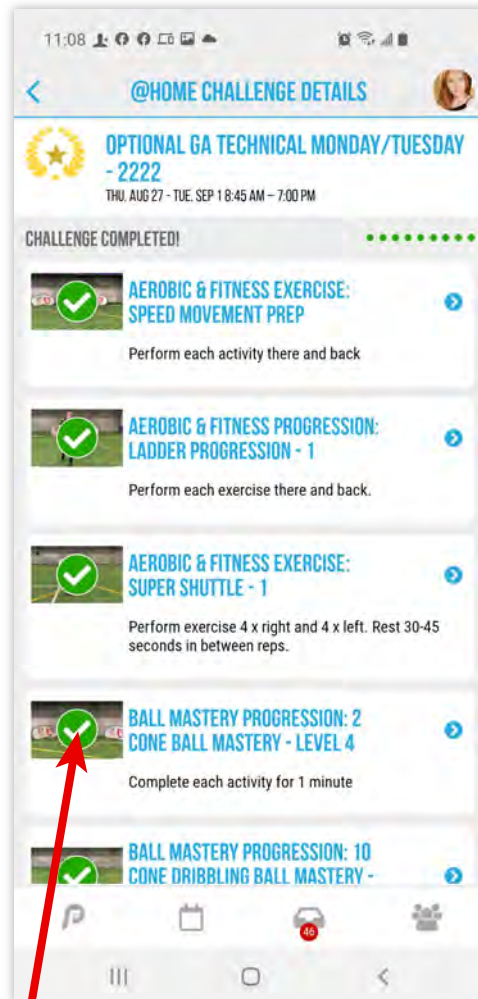 11:08
@HOME CHALLENGE DETAILS
OPTIONAL GA TECHNICAL MONDAY/TUESDAY
- 2222
THU, AUG 27 - TUE, SEP 1 8:45 AM – 7:00 PM
CHALLENGE COMPLETED!
AEROBIC & FITNESS EXERCISE:
SPEED MOVEMENT PREP
Perform each activity there and back
AEROBIC & FITNESS PROGRESSION:
LADDER PROGRESSION - 1
Perform each exercise there and back.
AEROBIC & FITNESS EXERCISE:
SUPER SHUTTLE - 1
Perform exercise 4 x right and 4 x left. Rest 30-45
seconds in between reps.
BALL MASTERY PROGRESSION: 2
CONE BALL MASTERY - LEVEL 4
Complete each activity for 1 minute
BALL MASTERY PROGRESSION: 10
CONE DRIBBLING BALL MASTERY -
46